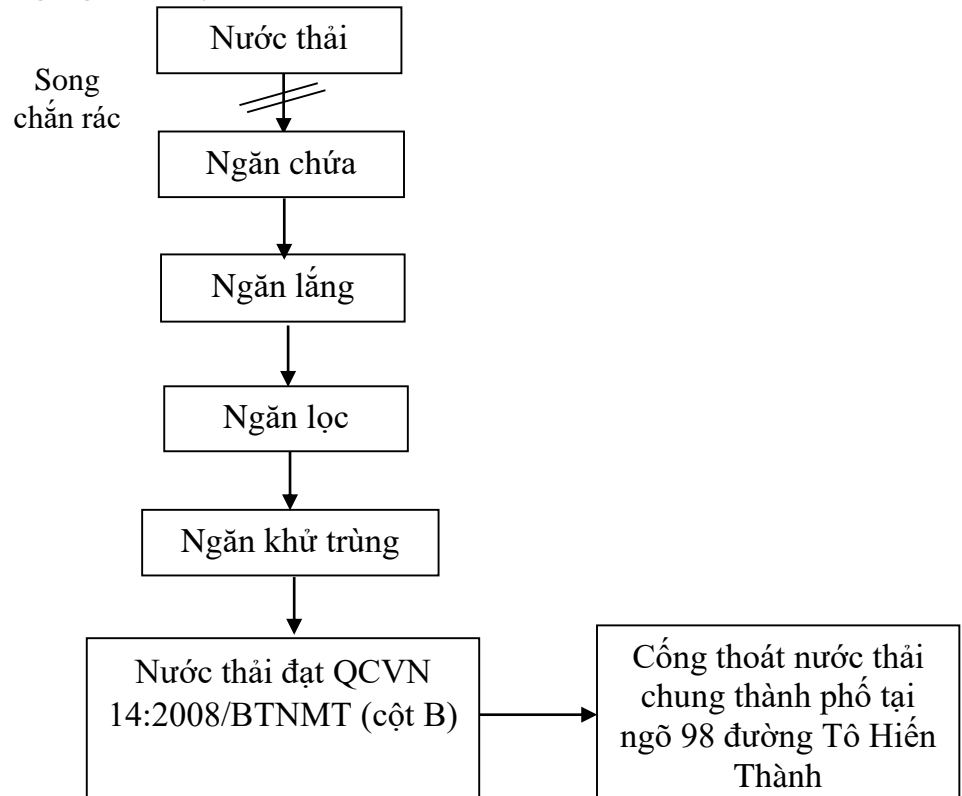 Nước thải
Song
chắn rác
Ngăn chứa
Ngăn lắng
Ngăn lọc
Ngăn khử trùng
Nước thải đạt QCVN
14:2008/BTNMT (cột B)
Cống thoát nước thải
chung thành phố tại
ngõ 98 đường Tô Hiến
Thành